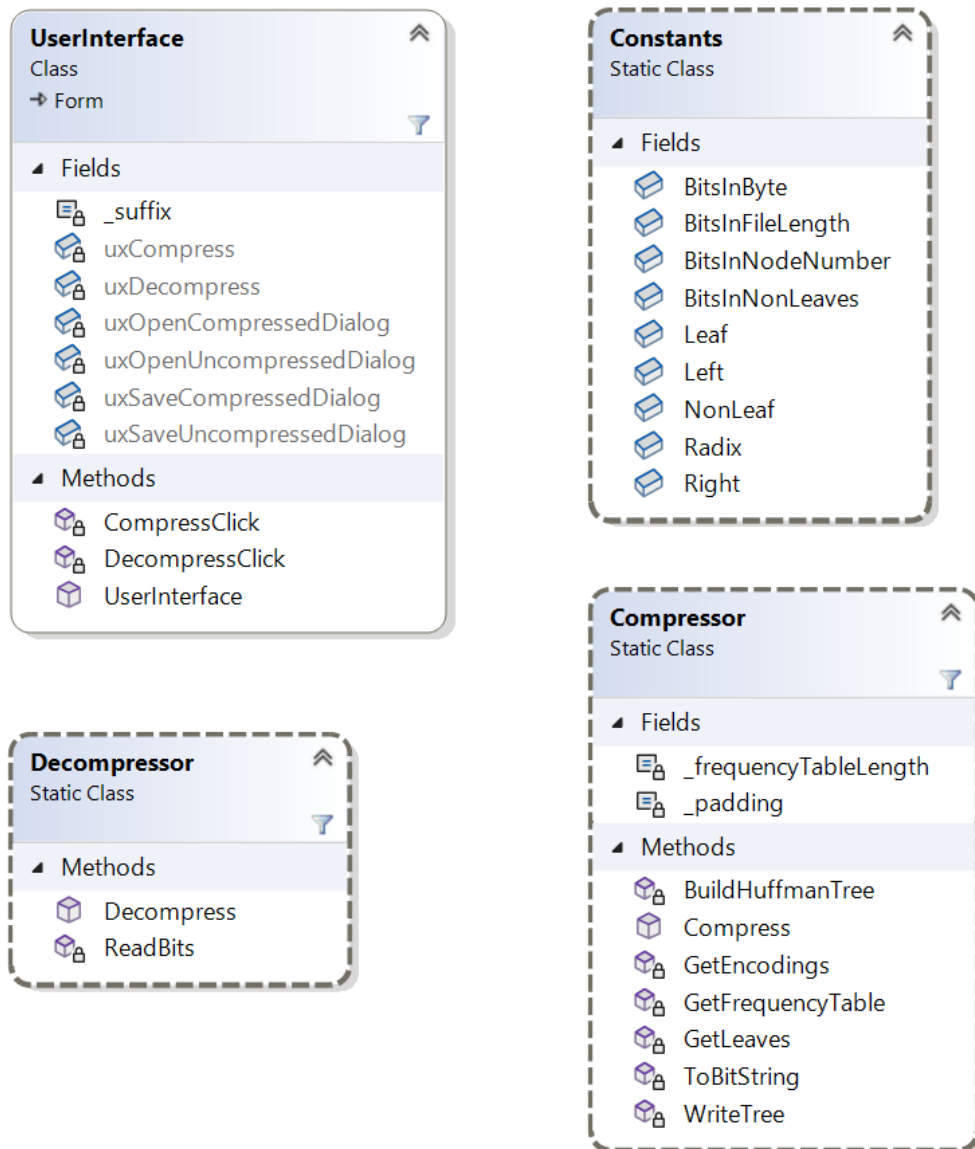 UserInterface
Class
Form
Fields
_suffix
uxCompress
uxDecompress
uxOpenCompressedDialog
uxOpenUncompressedDialog
uxSaveCompressedDialog
uxSaveUncompressedDialog
Methods
CompressClick
DecompressClick
UserInterface
Constants
Static Class
Fields
BitsInByte
BitsInFileLength
BitsInNodeNumber
BitsInNonLeaves
Leaf
Left
NonLeaf
Radix
Right
Decompressor
Static Class
Methods
Decompress
ReadBits
Compressor
Static Class
Fields
_frequencyTableLength
_padding
Methods
BuildHuffmanTree
Compress
GetEncodings
GetFrequencyTable
GetLeaves
ToBitString
WriteTree